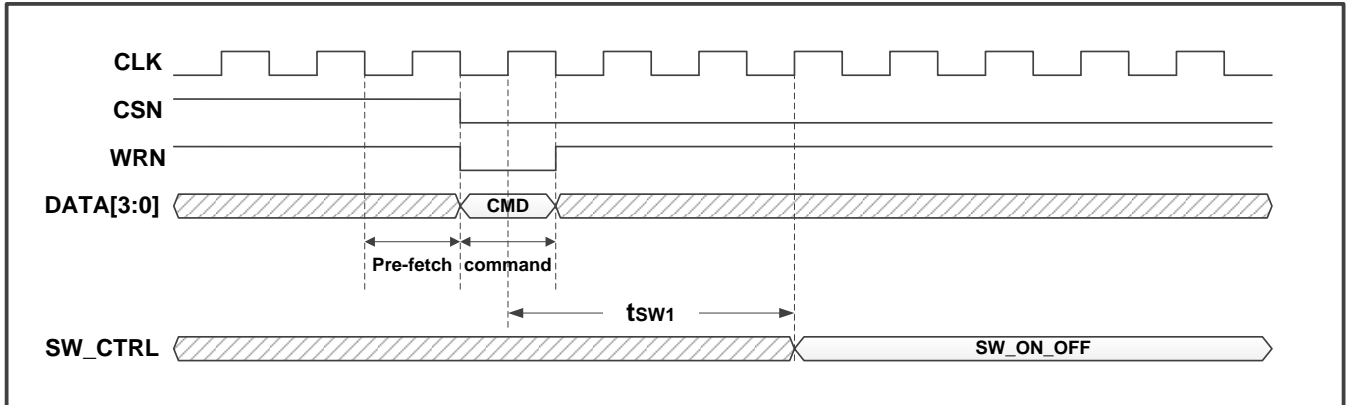 CLK
CSN
WRN
DATA[3:0]
CMD
Pre-fetch command
tSW1
SW_CTRL
SW_ON_OFF